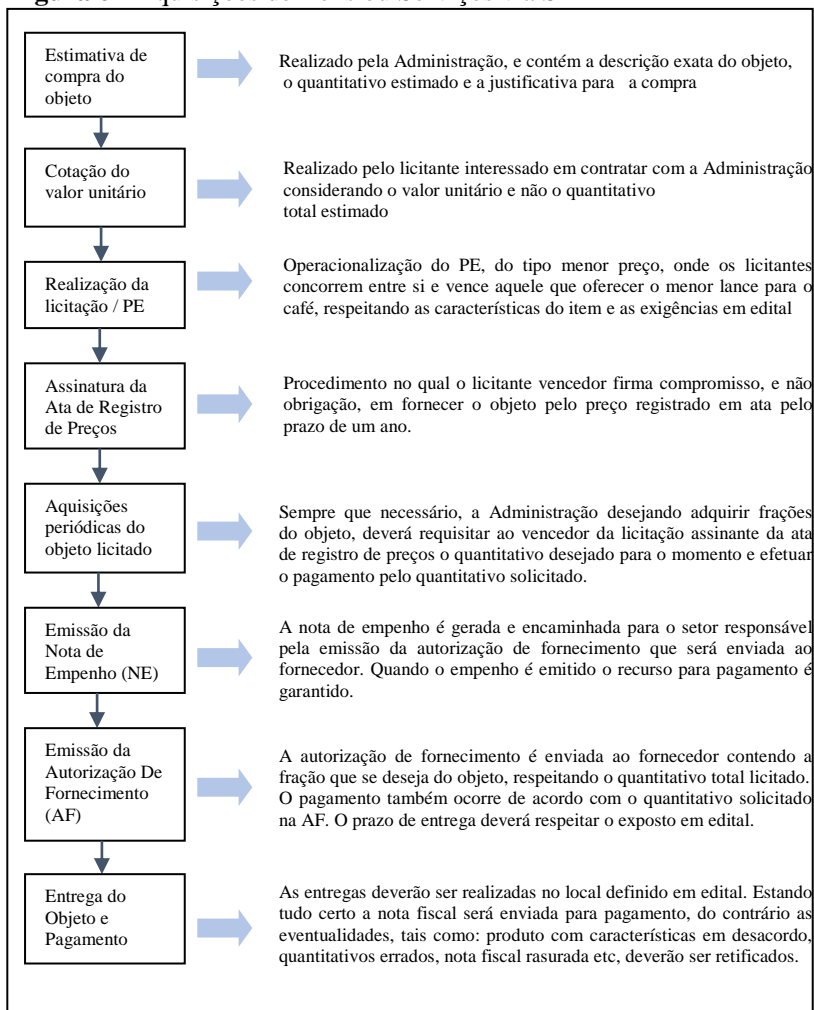 Estimativa de
compra do
objeto
Realizado pela Administração, e contém a descrição exata do objeto,
o quantitativo estimado e a justificativa para a compra
Cotação do
valor unitário
Realizado pelo licitante interessado em contratar com a Administração
considerando o valor unitário e não o quantitativo
total estimado
Realização da
licitação / PE
Operacionalização do PE, do tipo menor preço, onde os licitantes
concorrem entre si e vence aquele que oferecer o menor lance para o
café, respeitando as características do item e as exigências em edital
Assinatura da
Ata de Registro
de Preços
Procedimento no qual o licitante vencedor firma compromisso, e não
obrigação, em fornecer o objeto pelo preço registrado em ata pelo
prazo de um ano.
Aquisições
periódicas do
objeto licitado
Sempre que necessário, a Administração desejando adquirir frações
do objeto, deverá requisitar ao vencedor da licitação assinante da ata
de registro de preços o quantitativo desejado para o momento e efetuar
o pagamento pelo quantitativo solicitado.
Emissão da
Nota de
Empenho (NE)
A nota de empenho é gerada e encaminhada para o setor responsável
pela emissão da autorização de fornecimento que será enviada ao
fornecedor. Quando o empenho é emitido o recurso para pagamento é
garantido.
Emissão da
Autorização De
Fornecimento
(AF)
A autorização de fornecimento é enviada ao fornecedor contendo a
fração que se deseja do objeto, respeitando o quantitativo total licitado.
O pagamento também ocorre de acordo com o quantitativo solicitado
na AF. O prazo de entrega deverá respeitar o exposto em edital.
Entrega do
Objeto e
Pagamento
As entregas deverão ser realizadas no local definido em edital. Estando
tudo certo a nota fiscal será enviada para pagamento, do contrário as
eventualidades, tais como: produto com características em desacordo,
quantitativos errados, nota fiscal rasurada etc, deverão ser retificados.